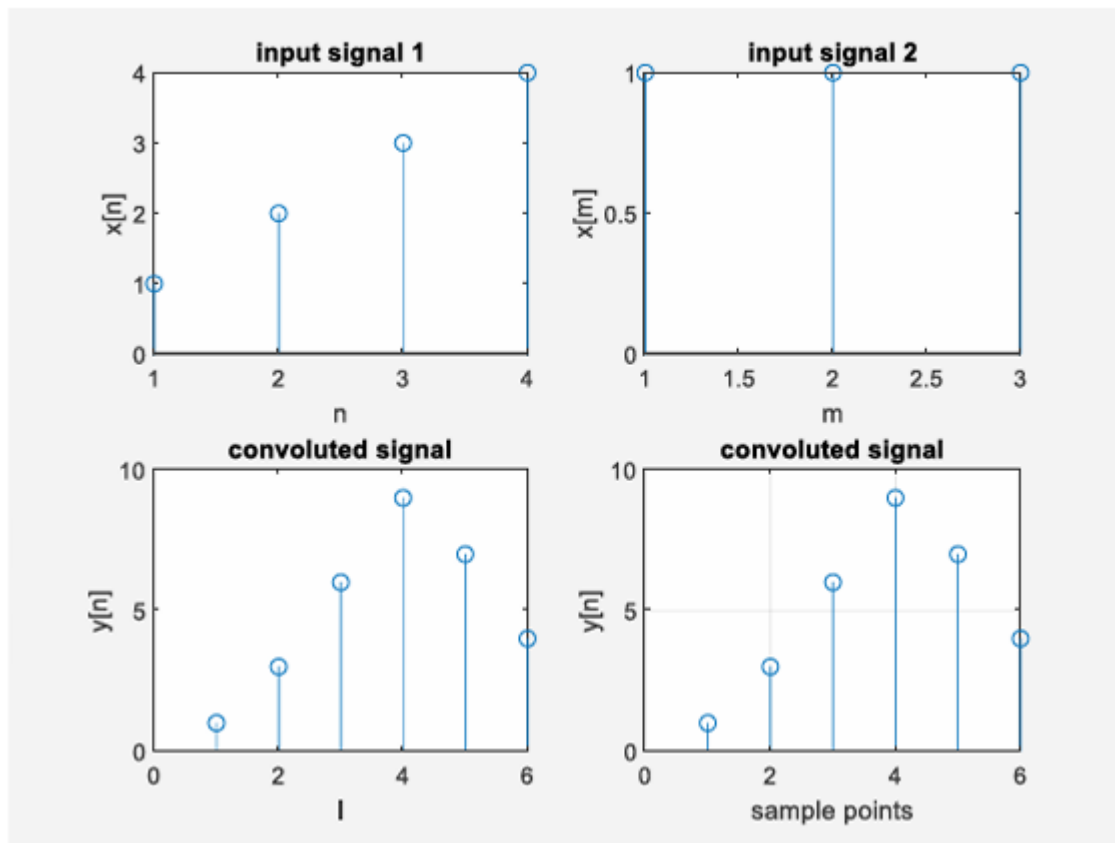 input signal 1
4
3
2
1
0
x[n]
1 2 3 4
n
input signal 2
1
0.5
0
x[m]
1 1.5 2 2.5 3
m
convoluted signal
10
5
0
y[n]
0 2 4 6
l
convoluted signal
10
5
0
y[n]
0 2 4 6
sample points